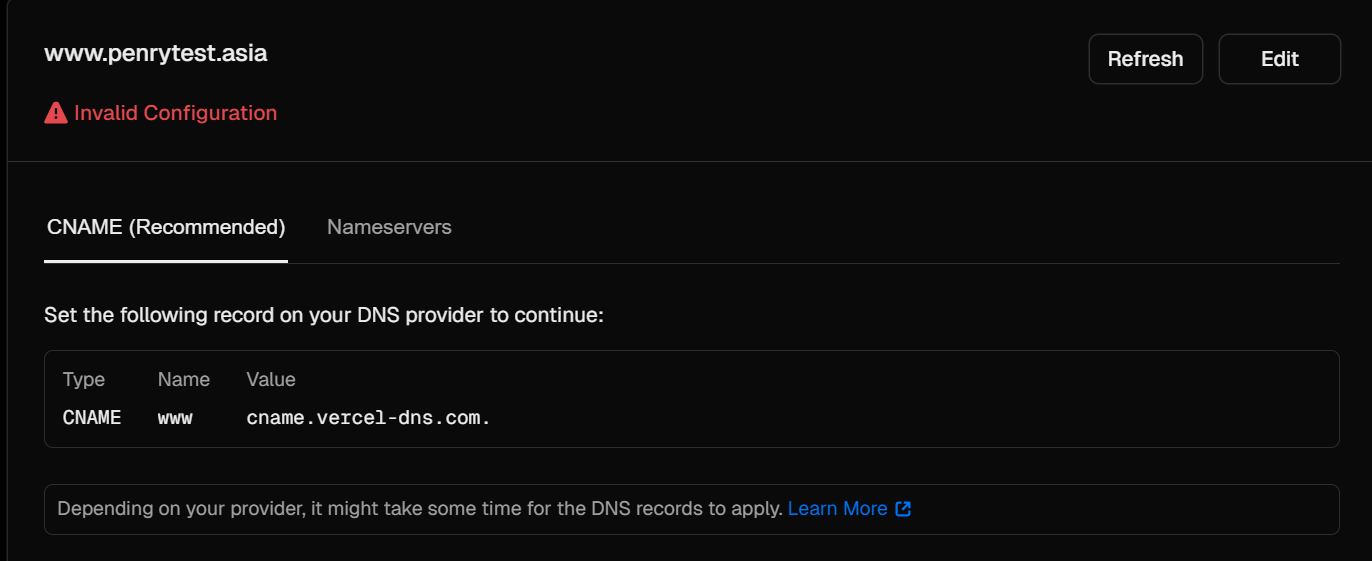 www.penrytest.asia
Refresh
Edit
Invalid Configuration
CNAME (Recommended)
Nameservers
Set the following record on your DNS provider to continue:
Type Name Value
CNAME www cname.vercel-dns.com.
Depending on your provider, it might take some time for the DNS records to apply. Learn More